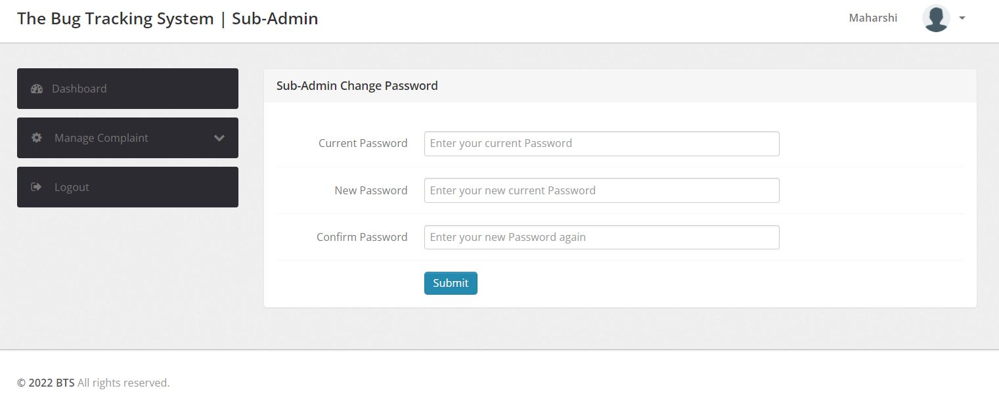 The Bug Tracking System | Sub-Admin
Maharshi
Dashboard
Manage Complaint
Logout
Sub-Admin Change Password
Current Password
Enter your current Password
New Password
Enter your new current Password
Confirm Password
Enter your new Password again
Submit
© 2022 BTS All rights reserved.